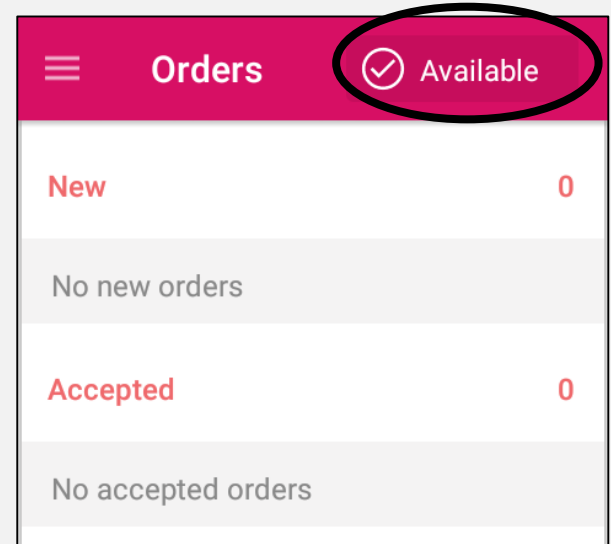 Orders Available
New 0
No new orders
Accepted 0
No accepted orders